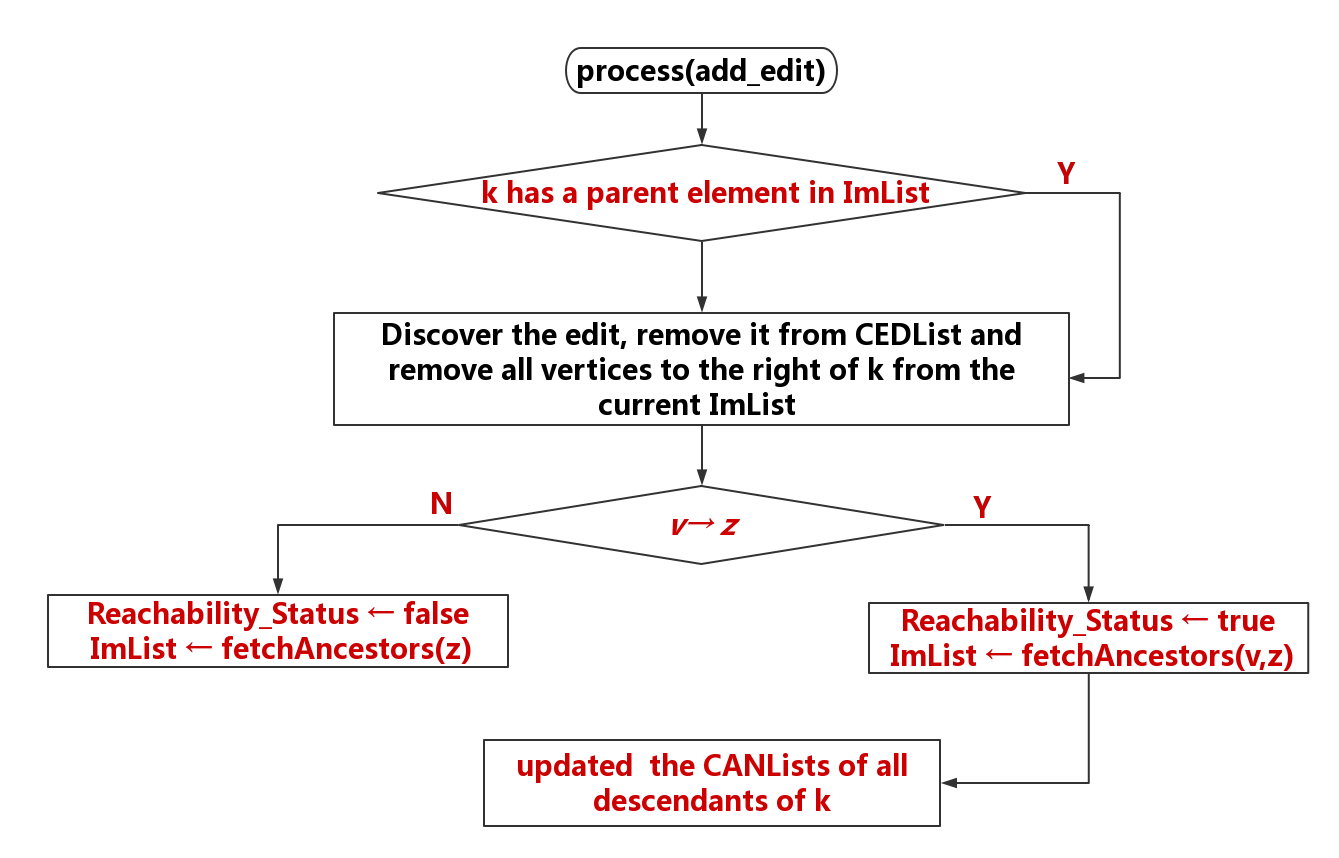 process(add_edit)
Y
k has a parent element in ImList
Discover the edit, remove it from CEDList and
remove all vertices to the right of k from the
current ImList
N
Y
v→ z
Reachability_Status ← false
ImList ← fetchAncestors(z)
Reachability_Status ← true
ImList ← fetchAncestors(v,z)
updated  the CANLists of all
descendants of k